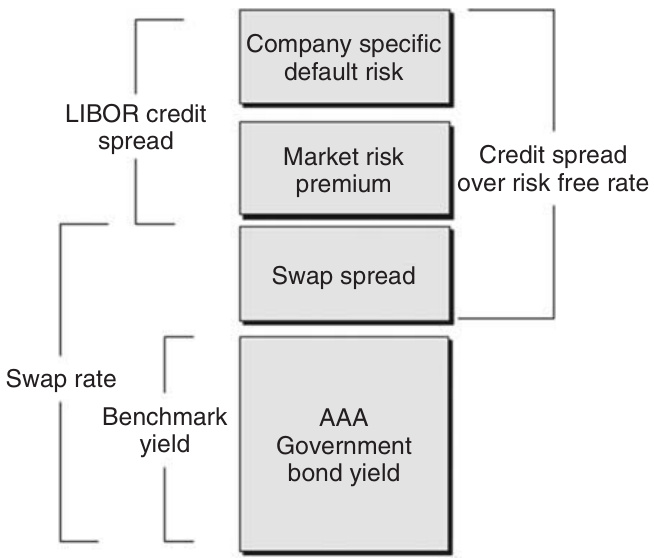 Company specific
default risk
LIBOR credit
spread
Market risk
premium
Credit spread
over risk free rate
Swap spread
Swap rate
Benchmark
yield
AAA
Government
bond yield